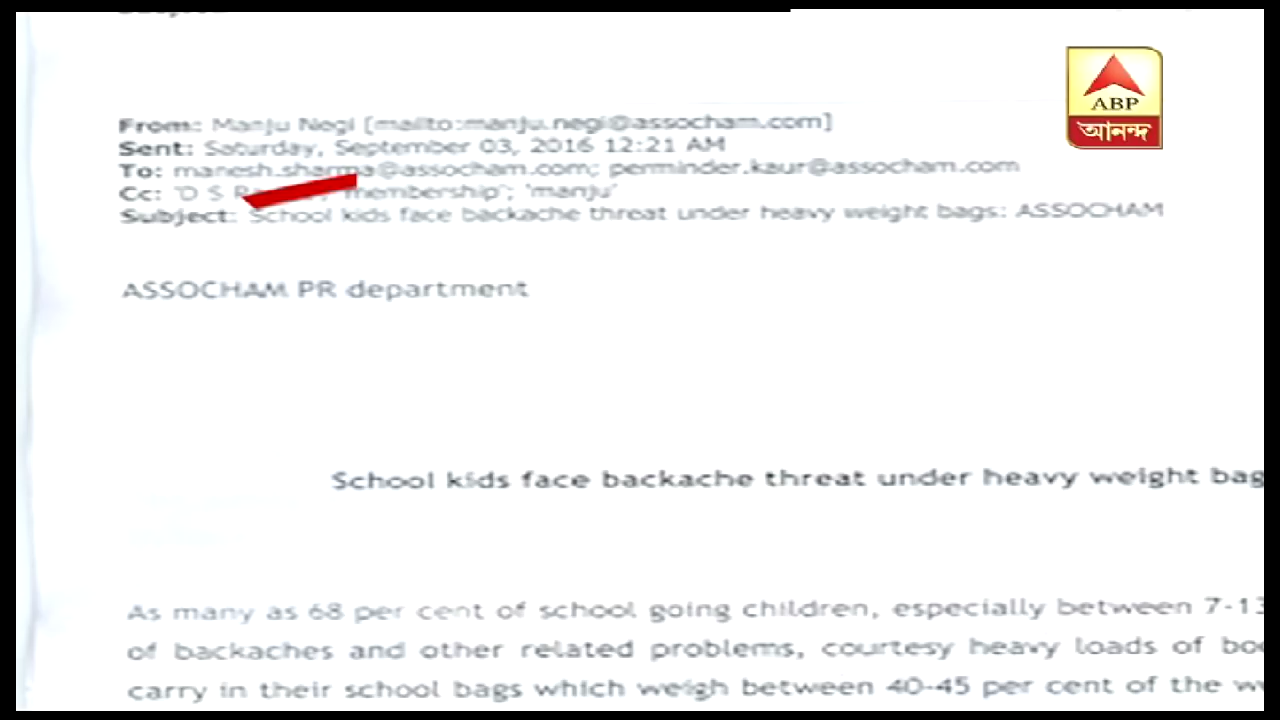 ABP
আনন্দ
From: Manju Negi [mailto:manju.negi@assocham.com]
Sent: Saturday, September 03, 2016 12:21 AM
To: manesh.sharma@assocham.com; perminder.kaur@assocham.com
Cc: 'D S 'membership'; 'manju'
Subject: School kids face backache threat under heavy weight bags: ASSOCHAM
ASSOCHAM PR department
School kids face backache threat under heavy weight bag
As many as 68 per cent of school going children, especially between 7-13
of backaches and other related problems, courtesy heavy loads of
carry in their school bags which weigh between 40-45 per cent of the